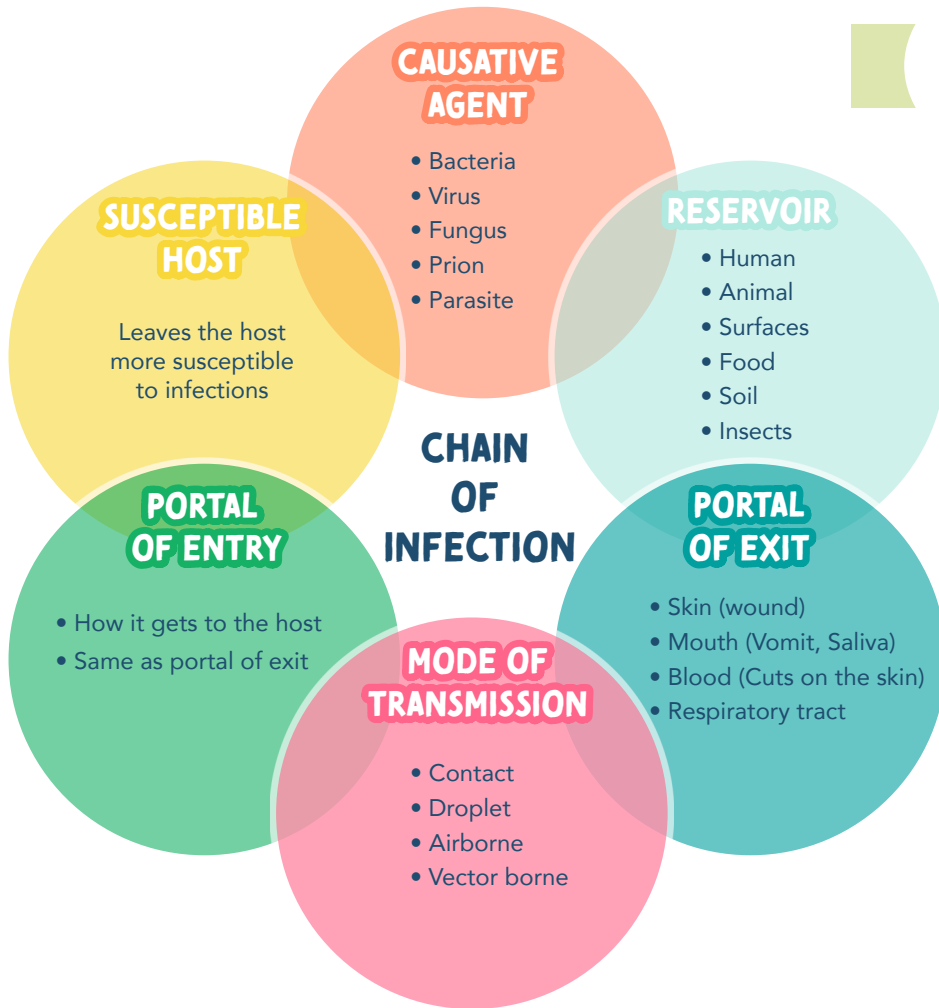 CAUSATIVE
AGENT
• Bacteria
• Virus
• Fungus
• Prion
• Parasite
RESERVOIR
• Human
• Animal
• Surfaces
• Food
• Soil
• Insects
PORTAL
OF EXIT
• Skin (wound)
• Mouth (Vomit, Saliva)
• Blood (Cuts on the skin)
• Respiratory tract
MODE OF
TRANSMISSION
• Contact
• Droplet
• Airborne
• Vector borne
PORTAL
OF ENTRY
• How it gets to the host
• Same as portal of exit
SUSCEPTIBLE
HOST
Leaves the host
more susceptible
to infections
CHAIN
OF
INFECTION